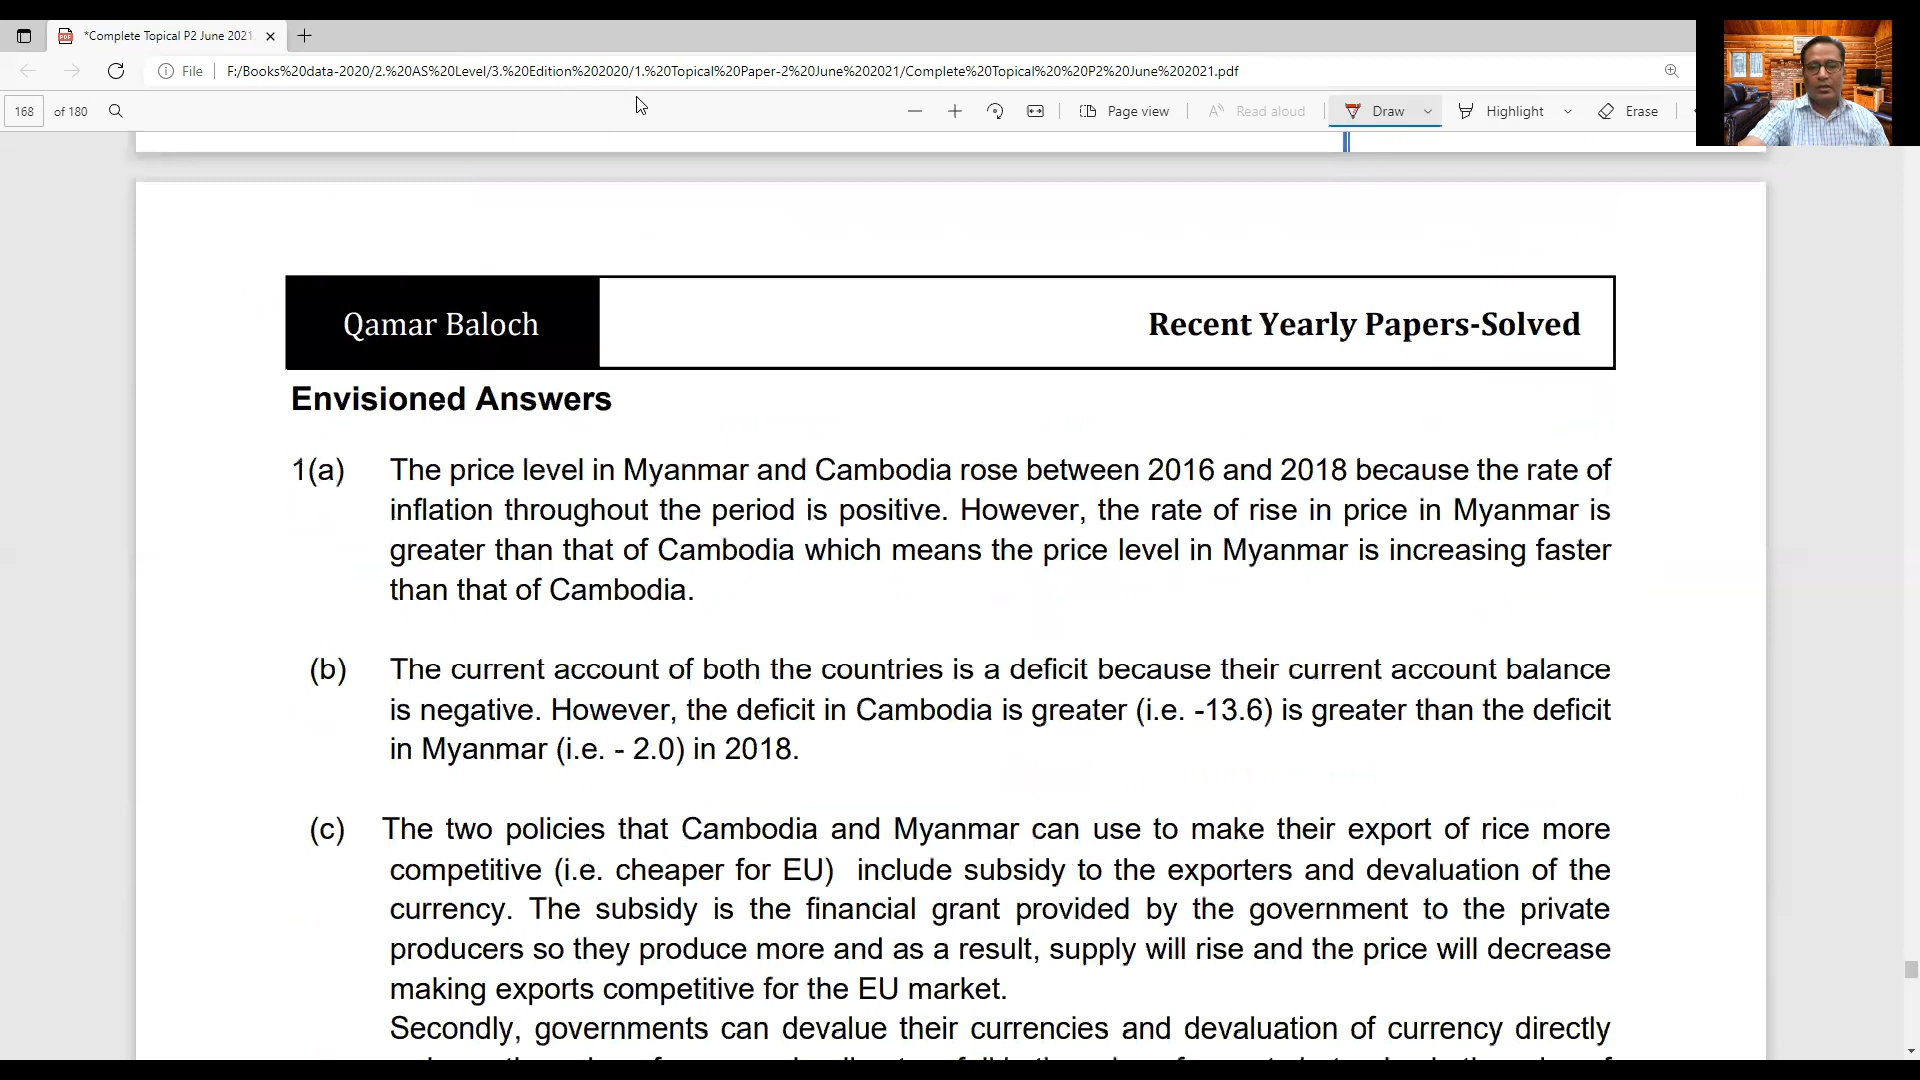 *Complete Topical P2 June 2021
File
F:/Books%20data-2020/2.%20AS%20Level/3.%20Edition%202020/1.%20Topical%20Paper-2%20June%202021/Complete%20Topical%20%20P2%20June%202021.pdf
168 of 180
Page view
Read aloud
Draw
Highlight
Erase
Qamar Baloch
Recent Yearly Papers-Solved
Envisioned Answers
1(a) The price level in Myanmar and Cambodia rose between 2016 and 2018 because the rate of
inflation throughout the period is positive. However, the rate of rise in price in Myanmar is
greater than that of Cambodia which means the price level in Myanmar is increasing faster
than that of Cambodia.
(b) The current account of both the countries is a deficit because their current account balance
is negative. However, the deficit in Cambodia is greater (i.e. -13.6) is greater than the deficit
in Myanmar (i.e. - 2.0) in 2018.
(c) The two policies that Cambodia and Myanmar can use to make their export of rice more
competitive (i.e. cheaper for EU) include subsidy to the exporters and devaluation of the
currency. The subsidy is the financial grant provided by the government to the private
producers so they produce more and as a result, supply will rise and the price will decrease
making exports competitive for the EU market.
Secondly, governments can devalue their currencies and devaluation of currency directly